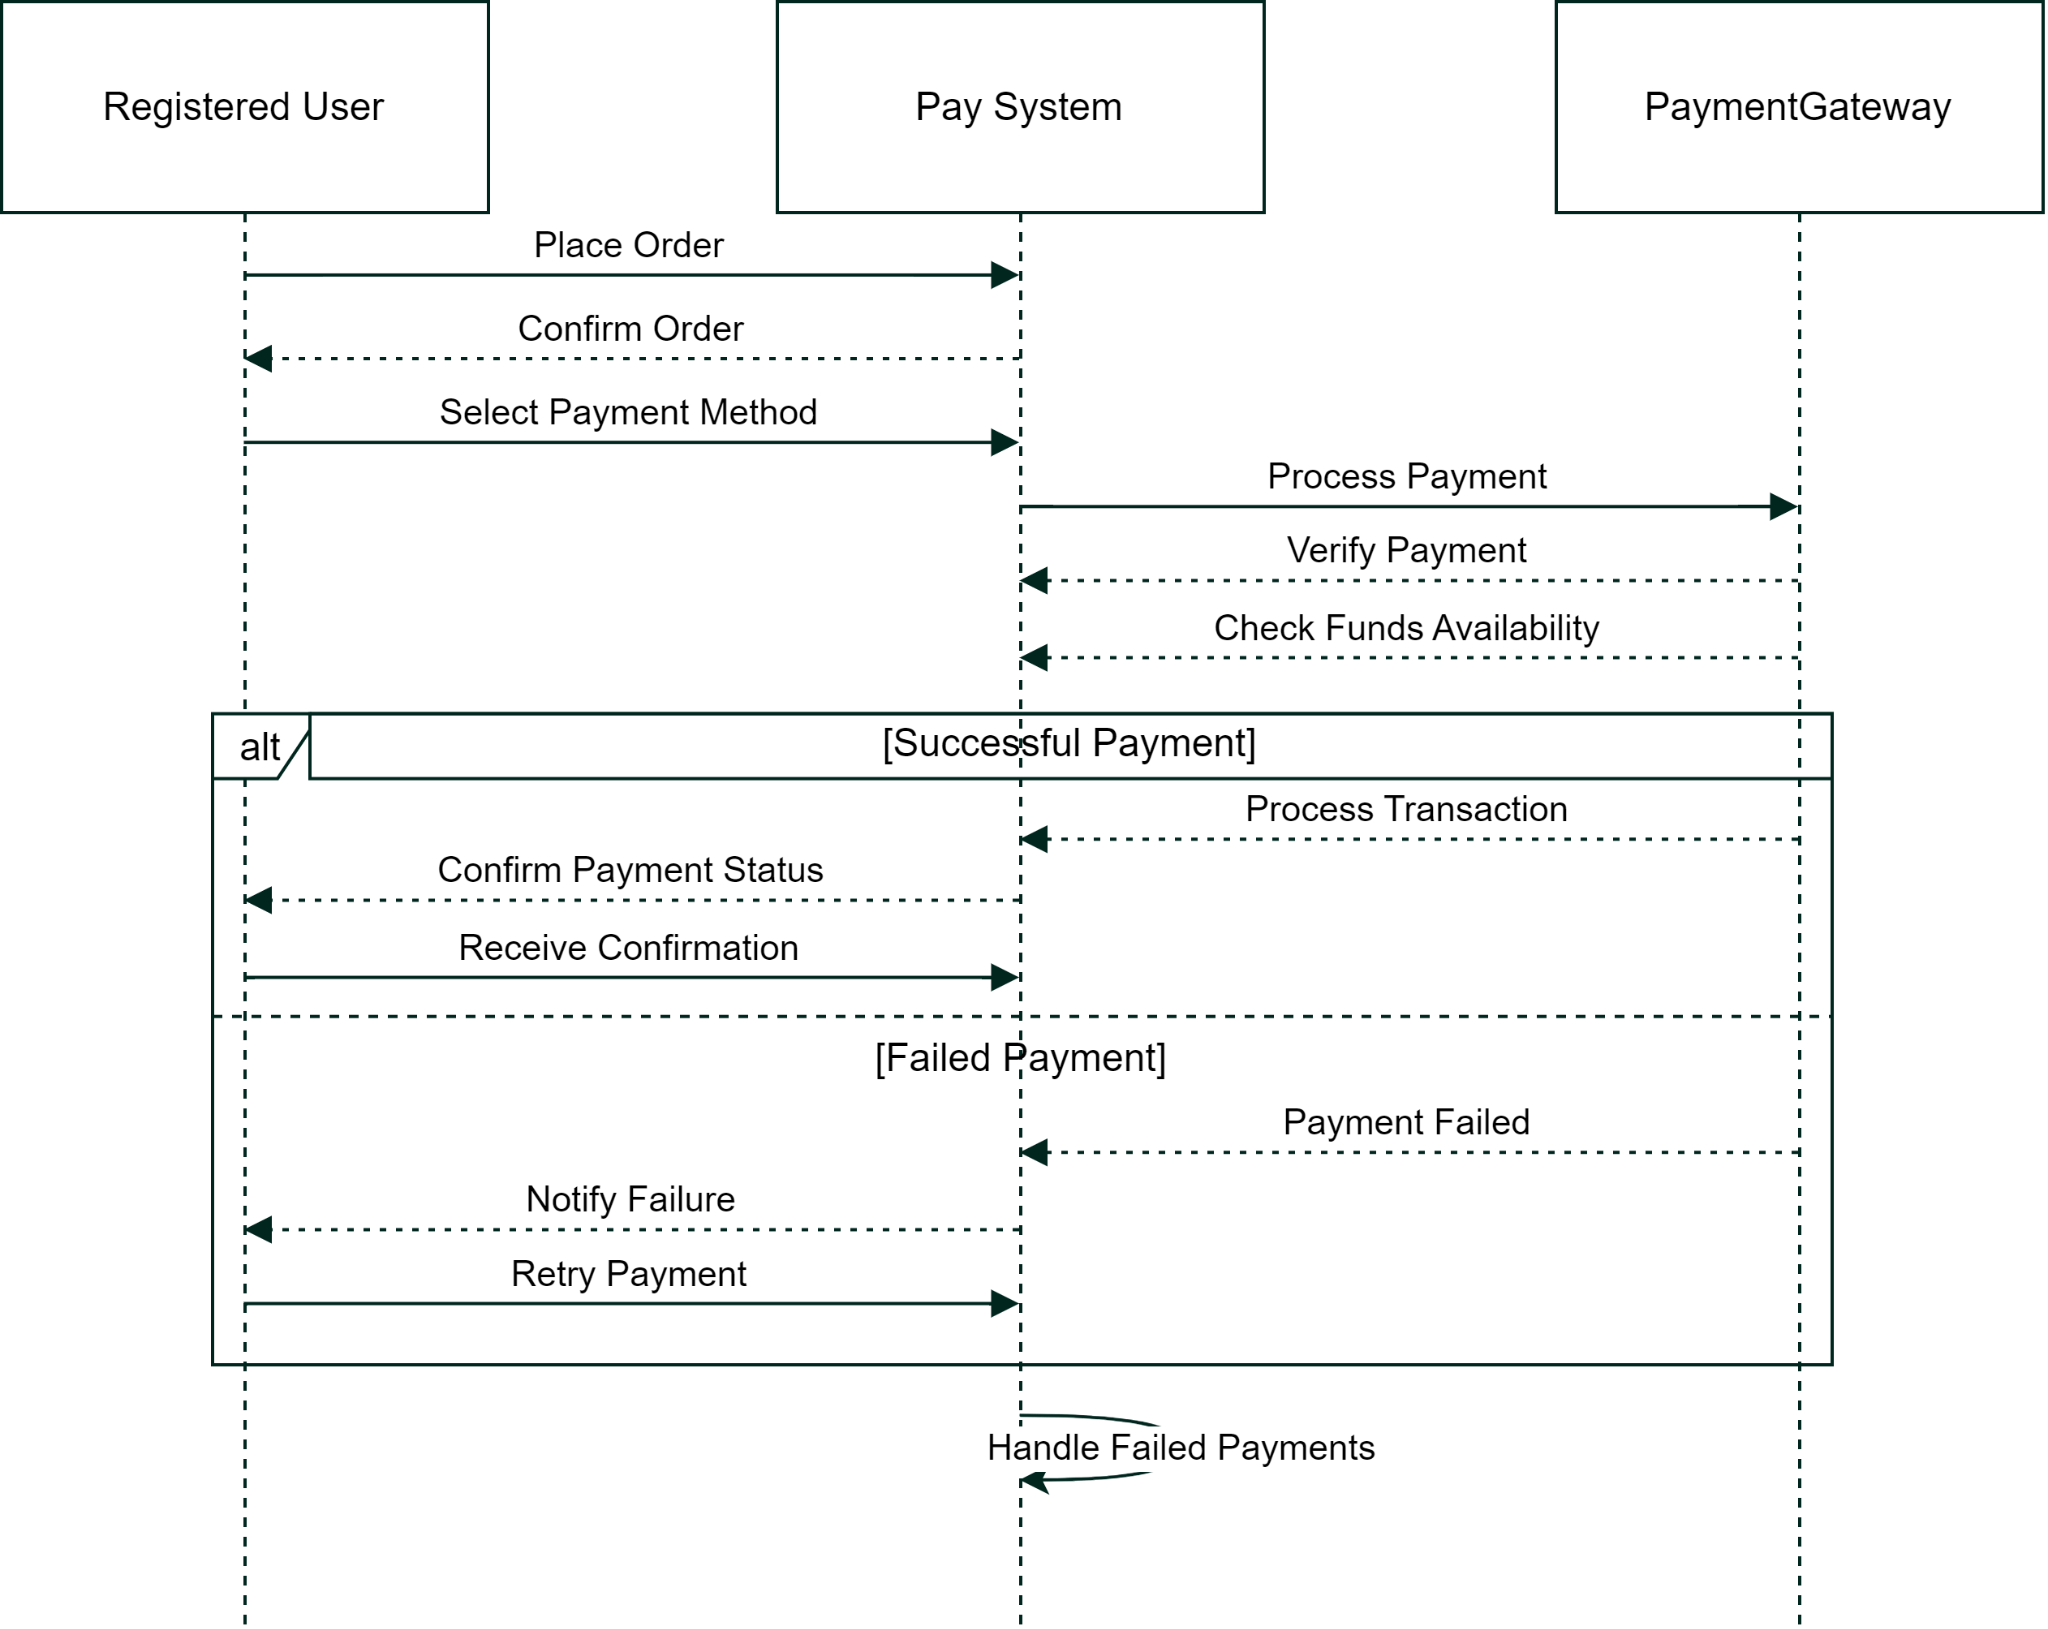 Registered User
Pay System
PaymentGateway
Place Order
Confirm Order
Select Payment Method
Process Payment
Verify Payment
Check Funds Availability
alt
[Successful Payment]
Process Transaction
Confirm Payment Status
Receive Confirmation
[Failed Payment]
Payment Failed
Notify Failure
Retry Payment
Handle Failed Payments